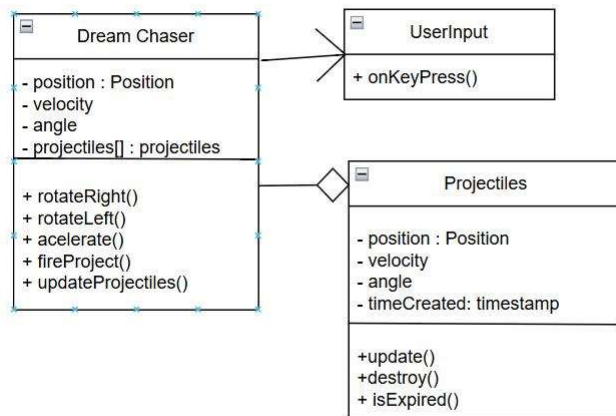 Dream Chaser
- position : Position
- velocity
- angle
- projectiles[] : projectiles
+ rotateRight()
+ rotateLeft()
+ acelerate()
+ fireProject()
+ updateProjectiles()
UserInput
+ onKeyPress()
Projectiles
- position : Position
- velocity
- angle
- timeCreated: timestamp
+update()
+destroy()
+ isExpired()